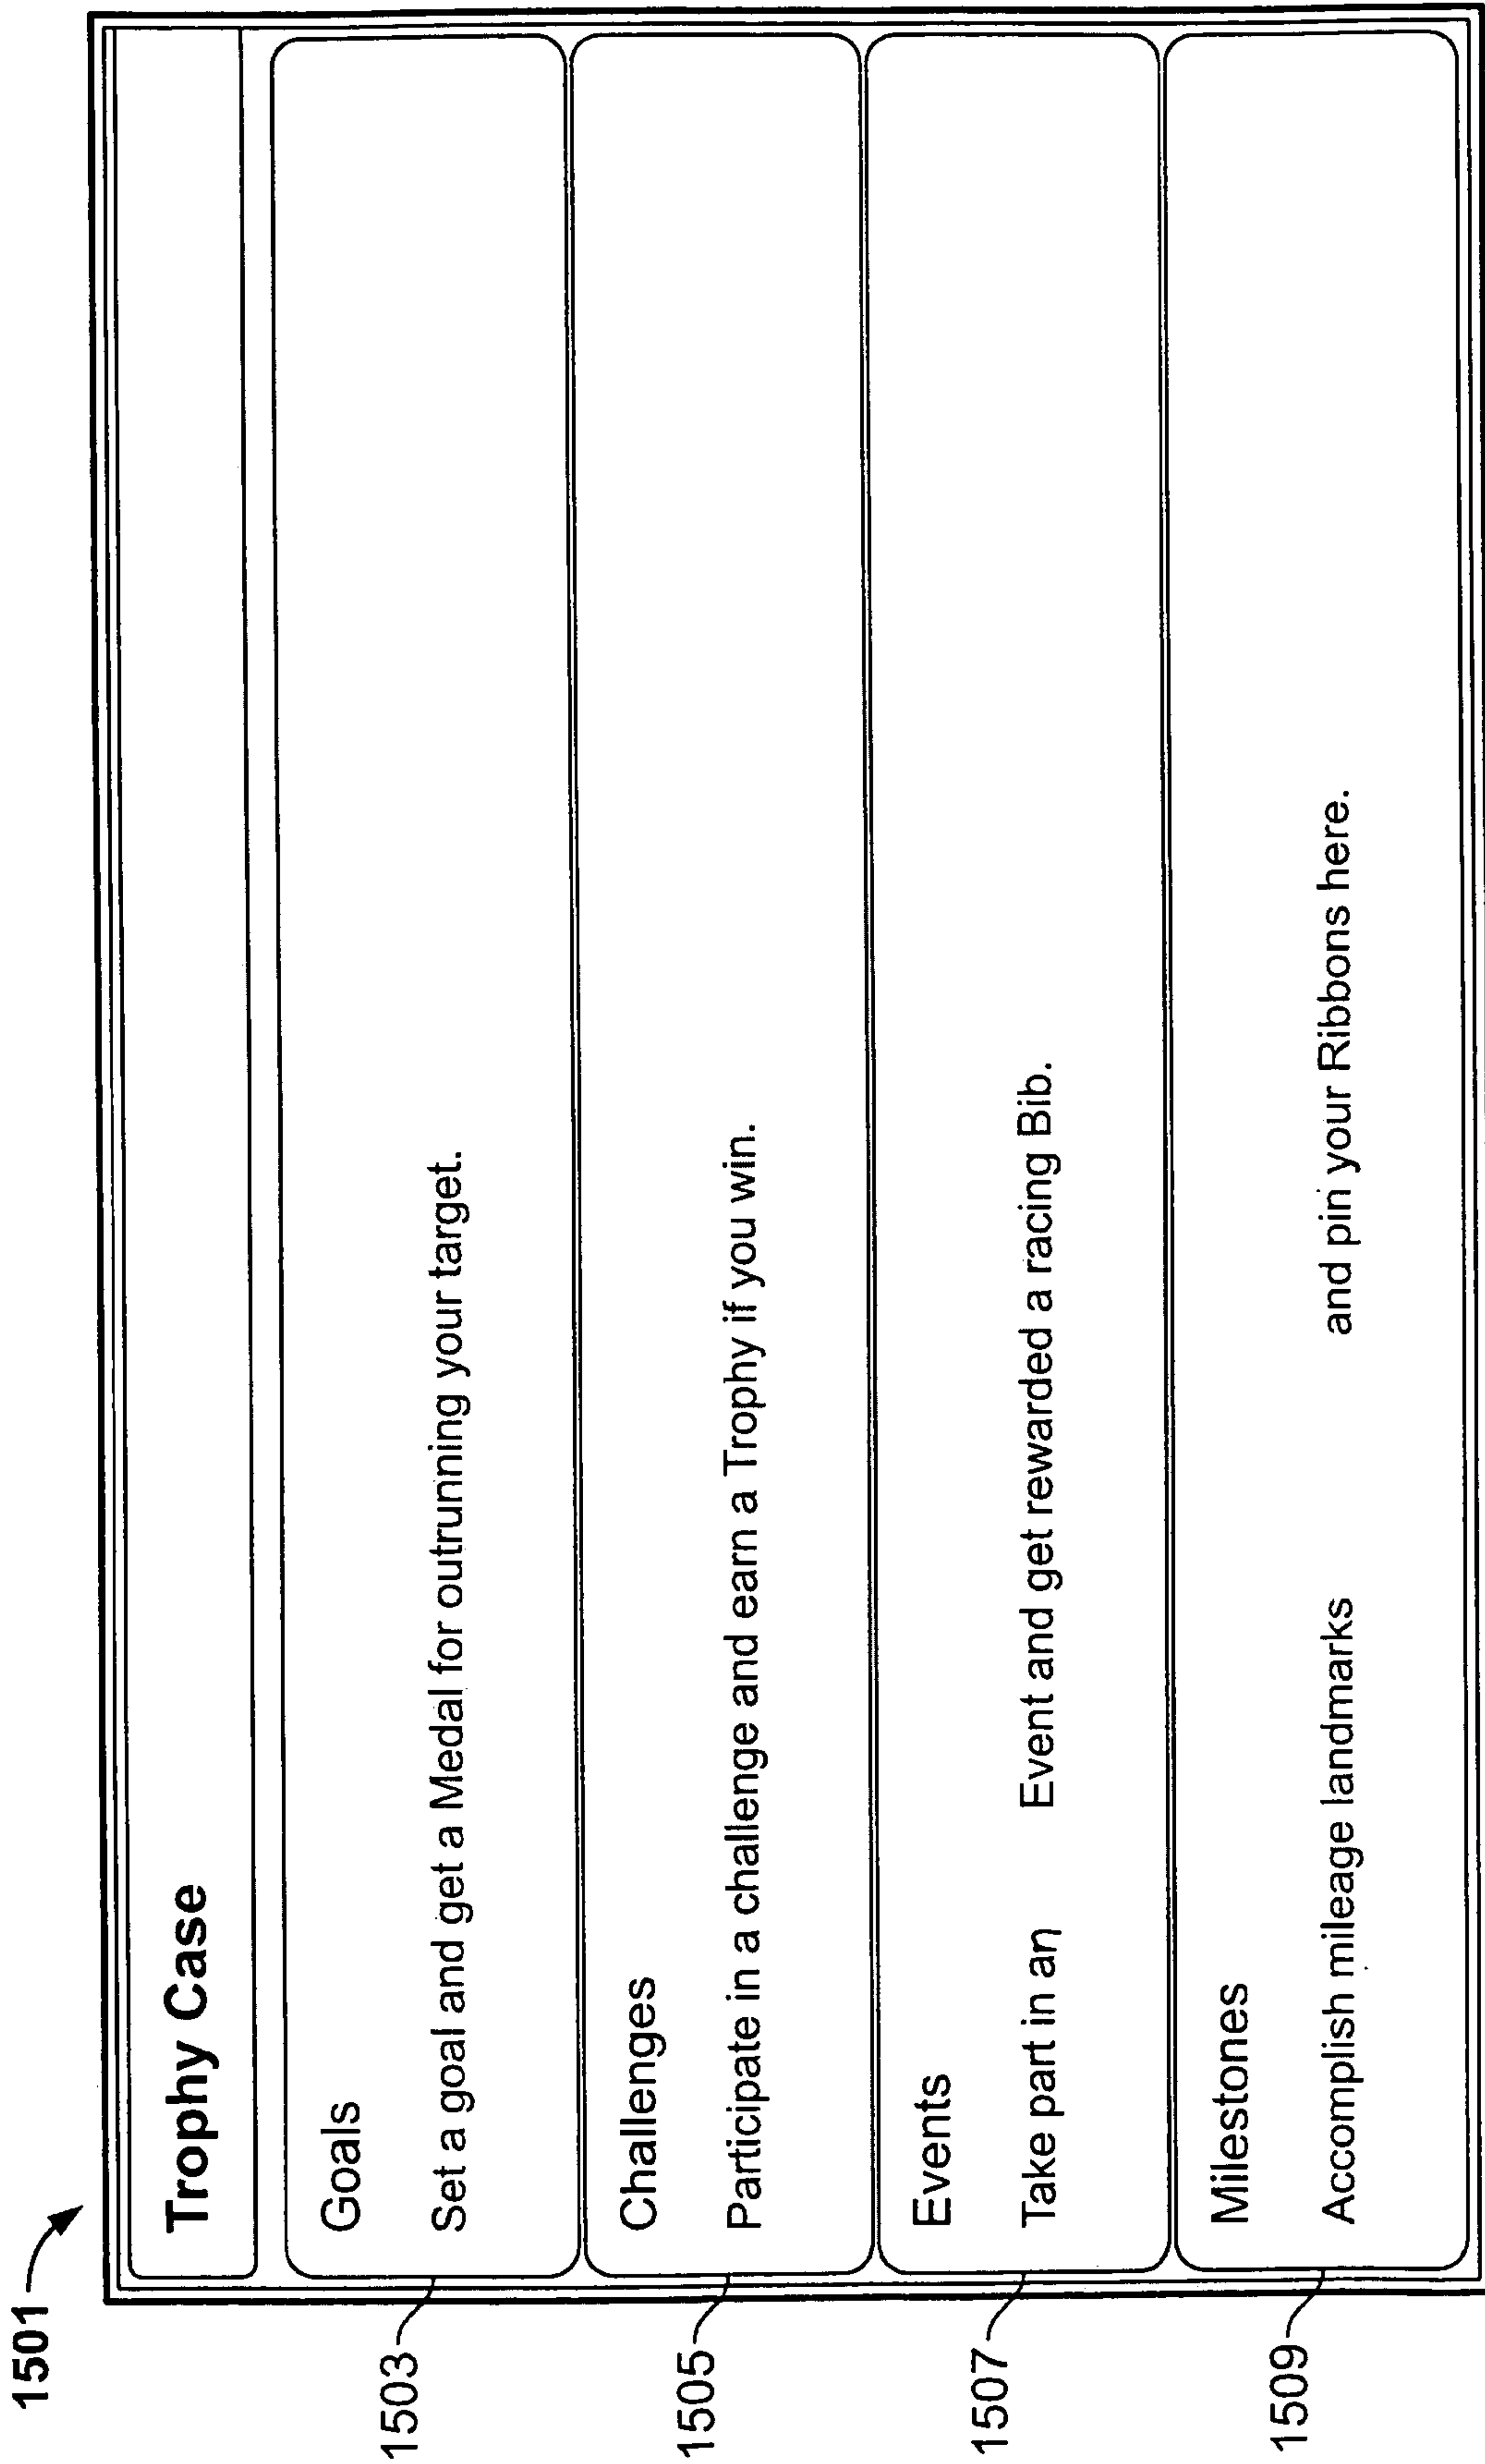 1501
Trophy Case
1503
Goals
Set a goal and get a Medal for outrunning your target.
1505
Challenges
Participate in a challenge and earn a Trophy if you win.
1507
Events
Take part in an Event and get rewarded a racing Bib.
1509
Milestones
Accomplish mileage landmarks and pin your Ribbons here.